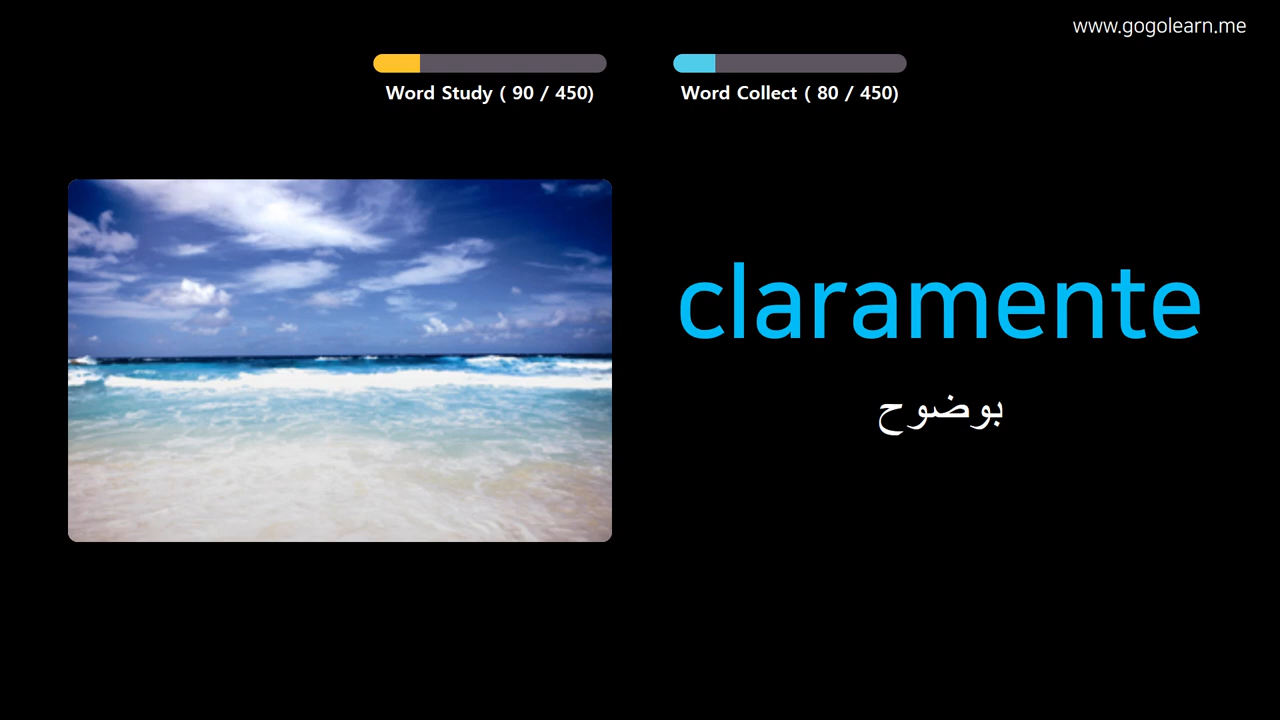 www.gogolearn.me
Word Study ( 90 / 450)
Word Collect ( 80 / 450)
claramente
بوضوح